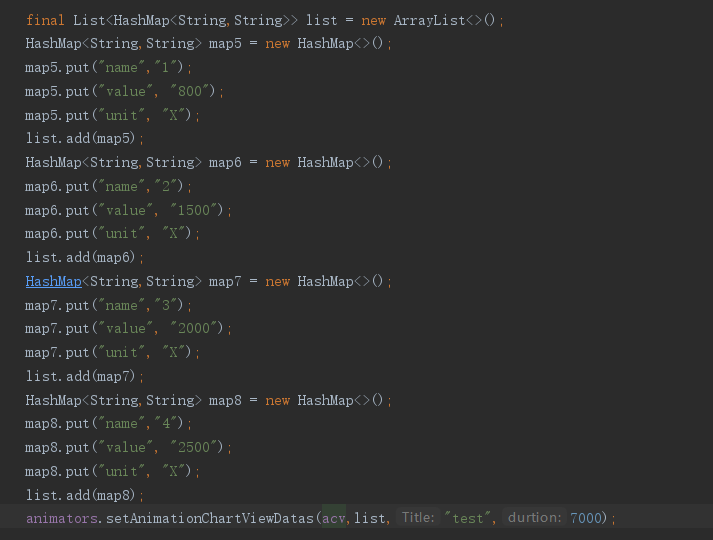 final List<HashMap<String,String>> list = new ArrayList<>();
HashMap<String,String> map5 = new HashMap<>();
map5.put("name","1");
map5.put("value", "800");
map5.put("unit", "X");
list.add(map5);
HashMap<String,String> map6 = new HashMap<>();
map6.put("name","2");
map6.put("value", "1500");
map6.put("unit", "X");
list.add(map6);
HashMap<String,String> map7 = new HashMap<>();
map7.put("name","3");
map7.put("value", "2000");
map7.put("unit", "X");
list.add(map7);
HashMap<String,String> map8 = new HashMap<>();
map8.put("name","4");
map8.put("value", "2500");
map8.put("unit", "X");
list.add(map8);
animators.setAnimationChartViewDatas(acv,list, Title: "test", durtion: 7000);